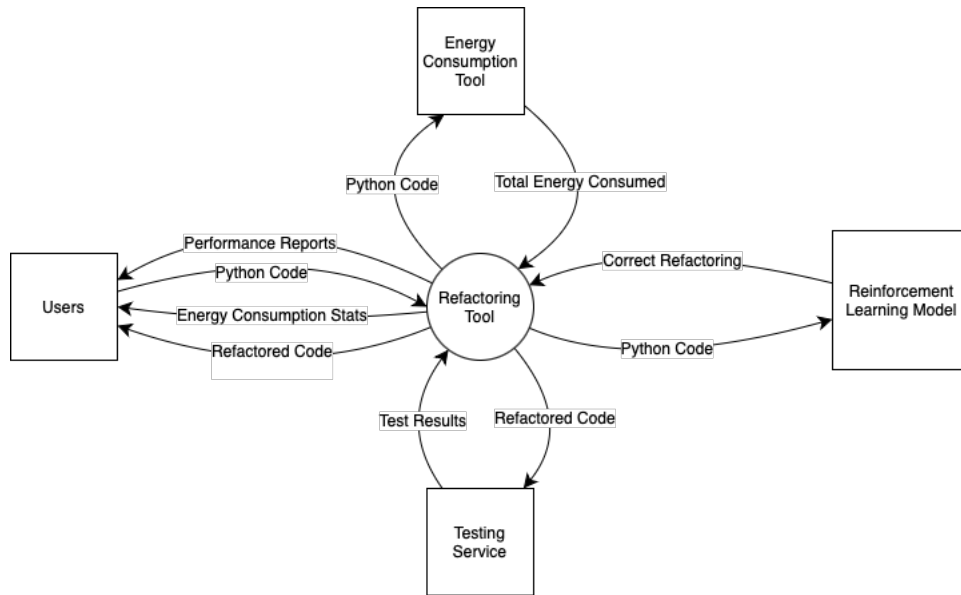 Energy
Consumption
Tool
Python Code
Total Energy Consumed
Performance Reports
Correct Refactoring
Python Code
Users
Refactoring
Tool
Reinforcement
Learning Model
Energy Consumption Stats
Refactored Code
Python Code
Test Results
Refactored Code
Testing
Service